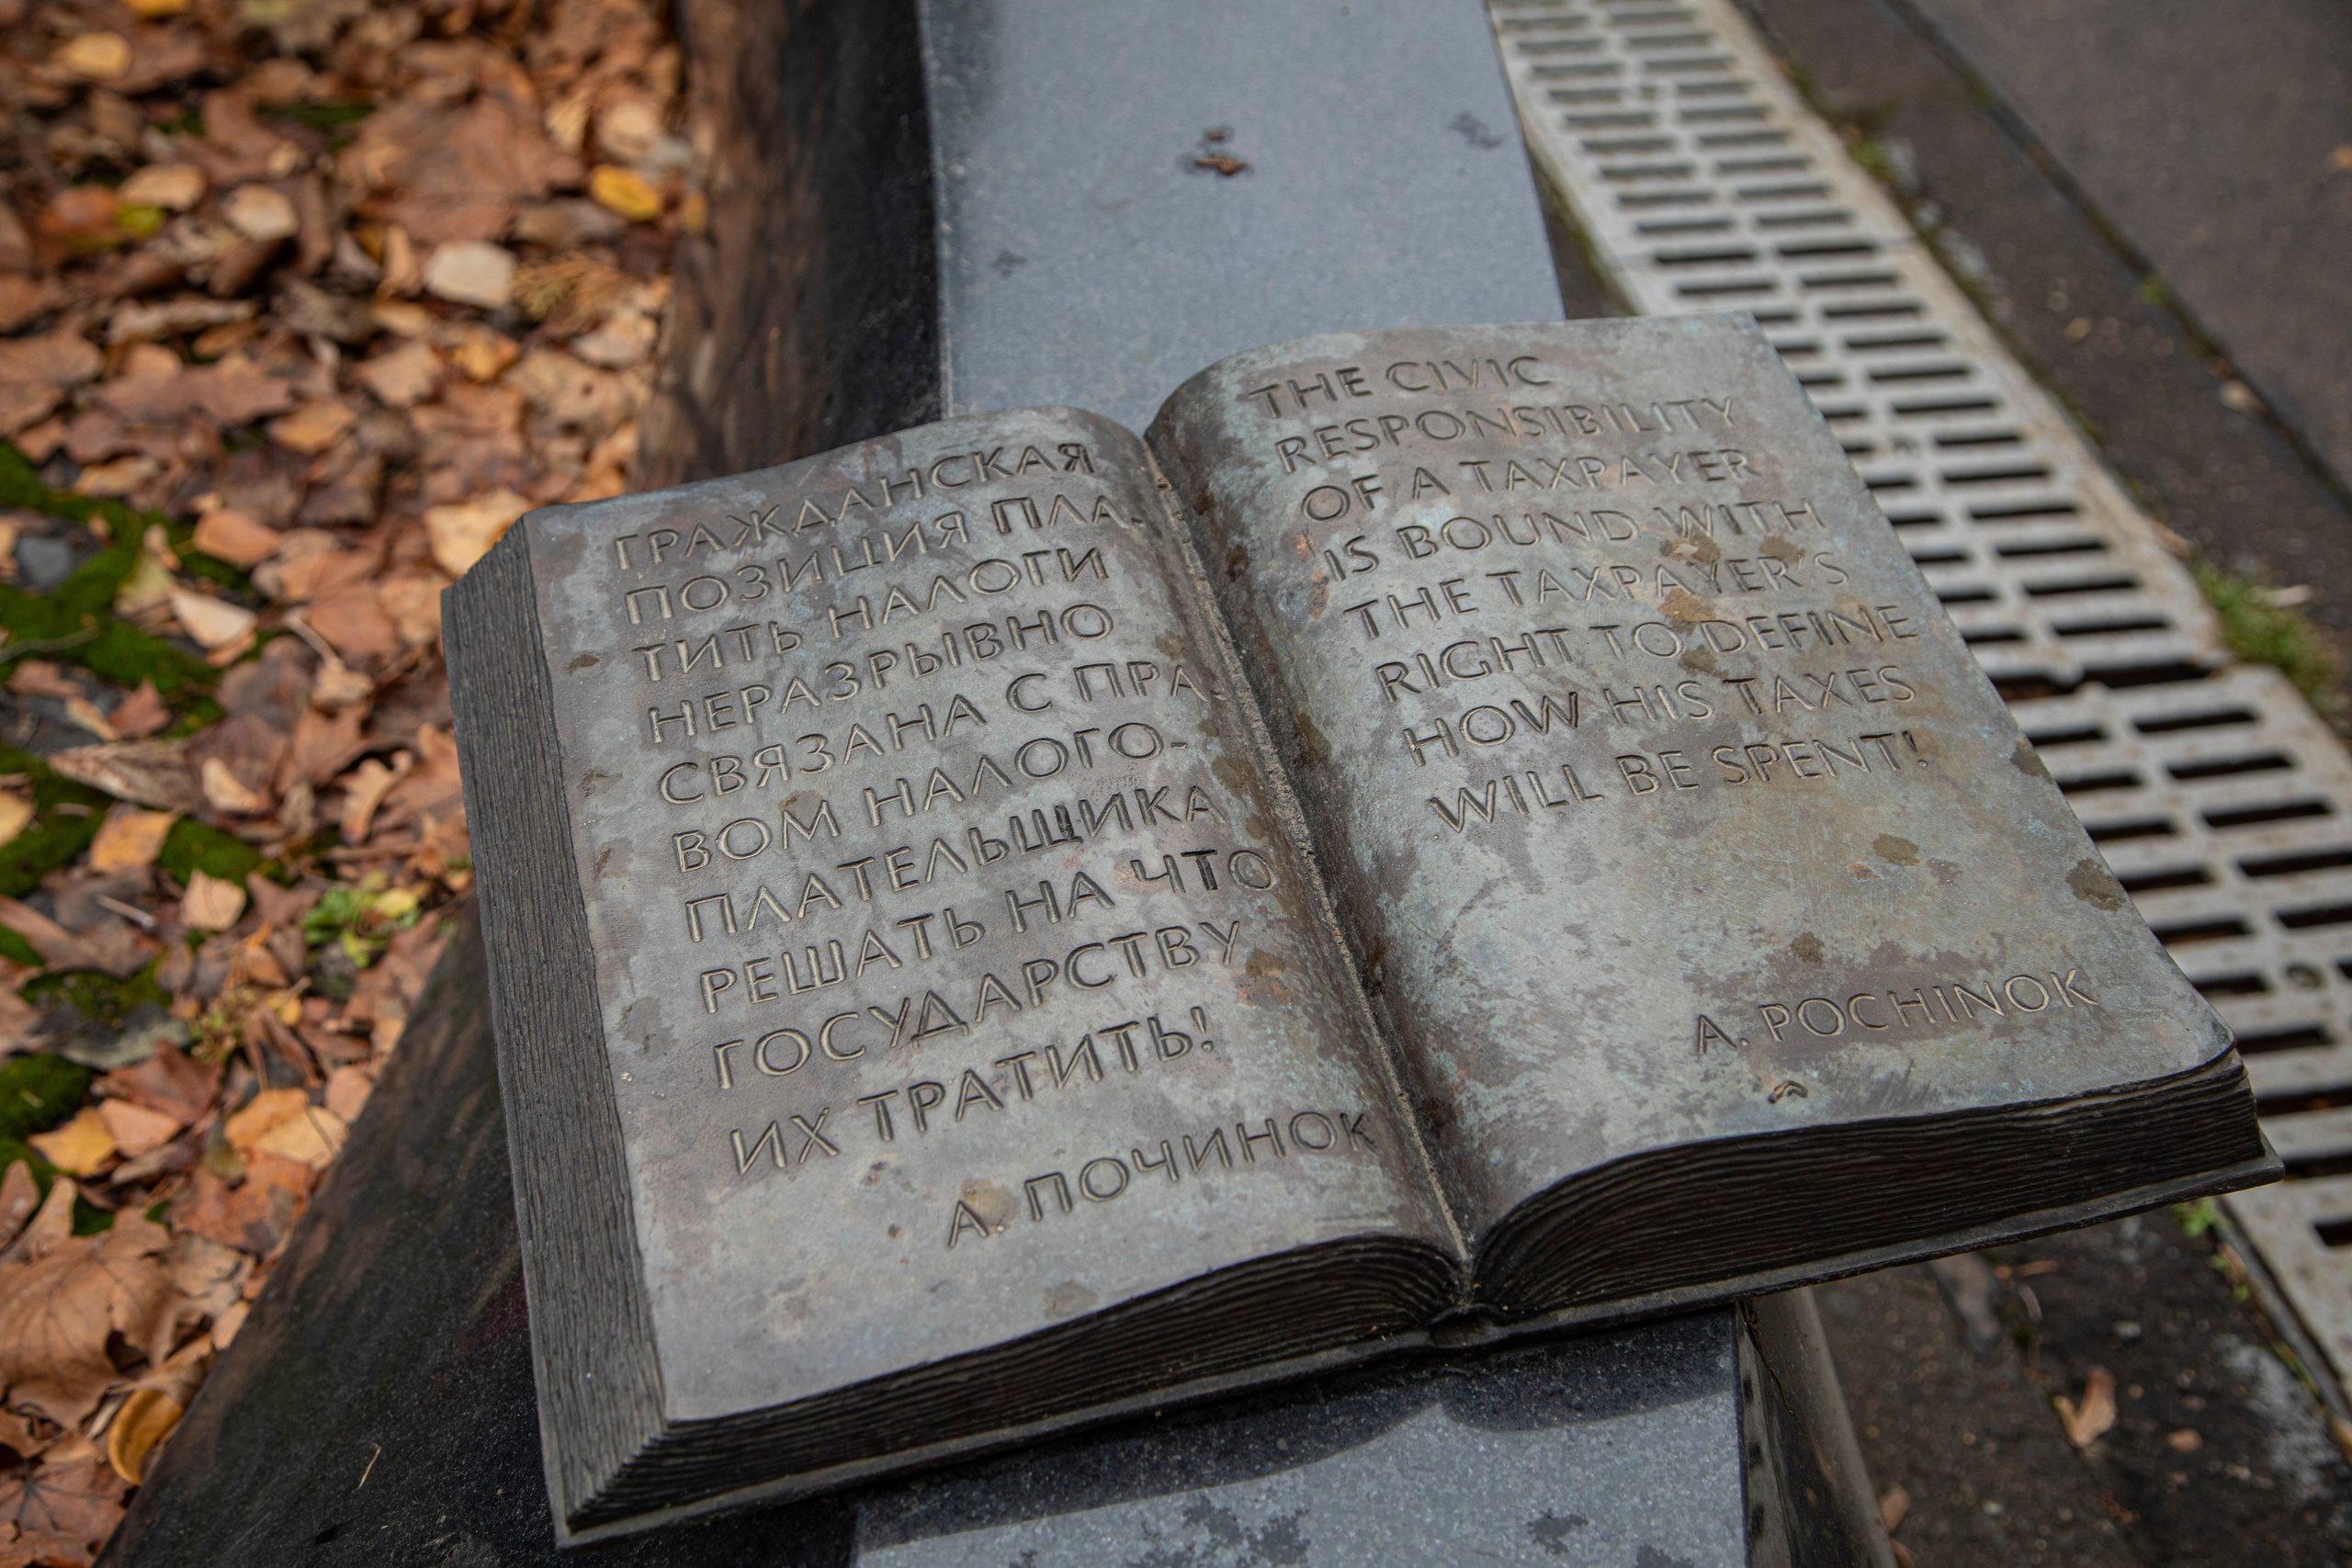 ГРАЖДАНСКАЯ
ПОЗИЦИЯ ПЛА-
ТИТЬ НАЛОГИ
НЕРАЗРЫВНО
СВЯЗАНА С ПРА
ВОМ НАЛОГО-
ПЛАТЕЛЬЩИКА
РЕШАТЬ НА ЧТО
ГОСУДАРСТВУ
ИХ ТРАТИТЬ!
А. ПОЧИНОК
THE CIVIC
RESPONSIBILITY
OF A TAXPAYER
IS BOUND WITH
THE TAXPAYER'S
RIGHT TO DEFINE
HOW HIS TAXES
WILL BE SPENT!
A. POCHINOK